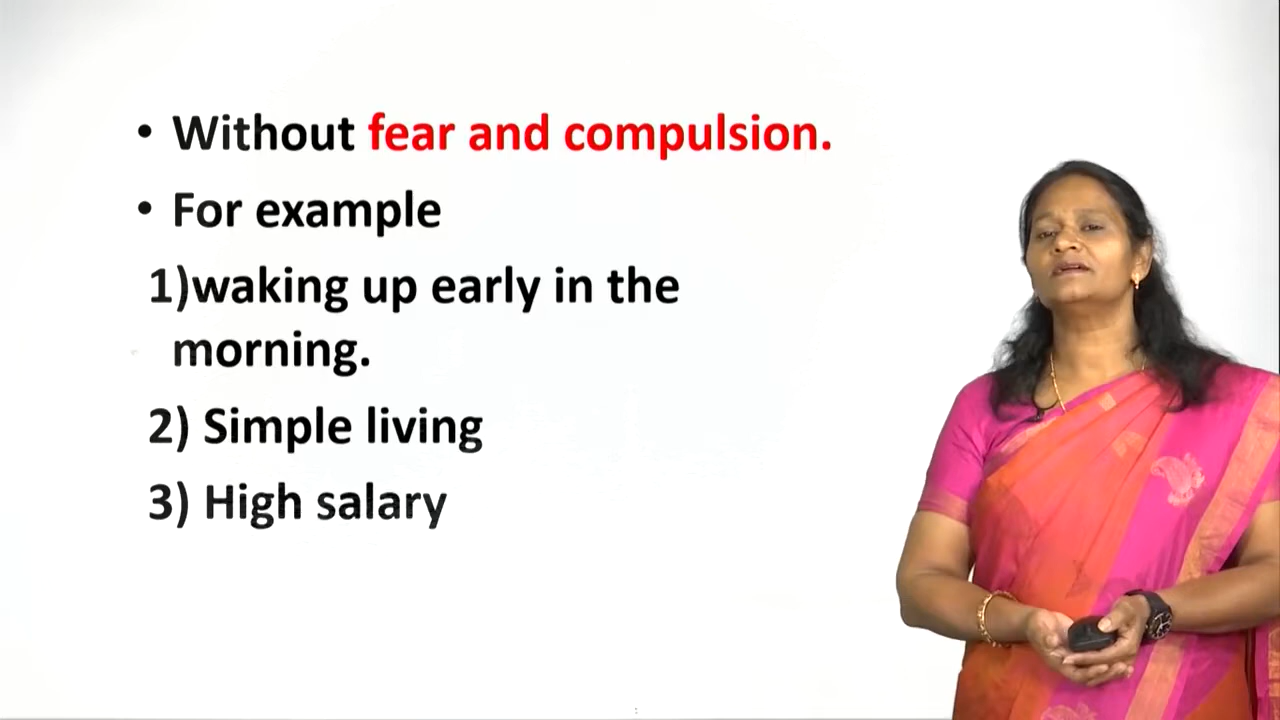 • Without fear and compulsion.
• For example
1)waking up early in the
morning.
2) Simple living
3) High salary